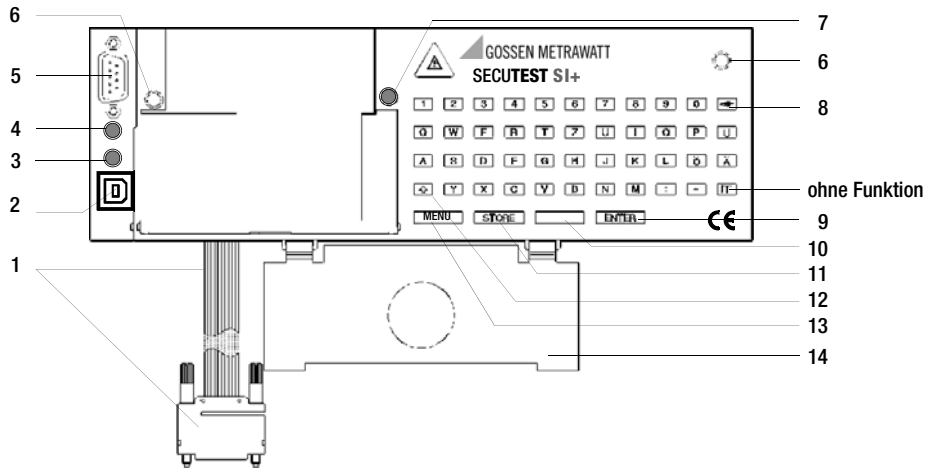 6
7
5
GOSSEN METRAWATT
6
SECUTEST SI+
8
1 2 3 4 5 6 7 8 9 0
4
Q W E R T Z U I O P Ü
3
A S D F G H J K L Ö Ä
2
Y X C V B N M : -
ohne Funktion
MENU STORE ENTER
CE
9
10
1
11
12
13
14
1